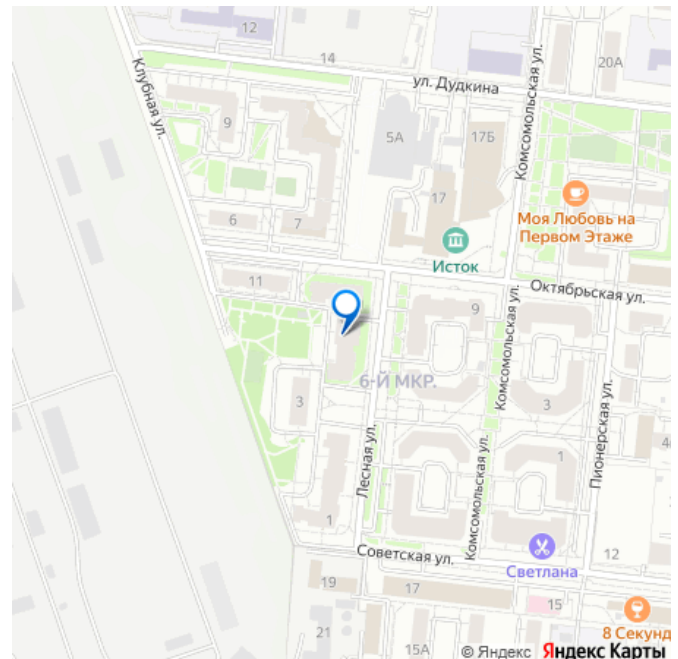 12
14
ул. Дудкина
Клубная ул.
Комсомольская ул.
20А
9
5А
17Б
17
6
7
Моя Любовь на
Первом Этаже
Исток
11
Октябрьская ул.
9
Комсомольская ул.
6-Й МКР.
3
3
Пионерская ул.
1
Лесная ул.
Комсомольская ул.
1
Советская ул.
Светлана
12
19
17
15
21
15А
8 Секунд
© Яндекс Яндекс Карты